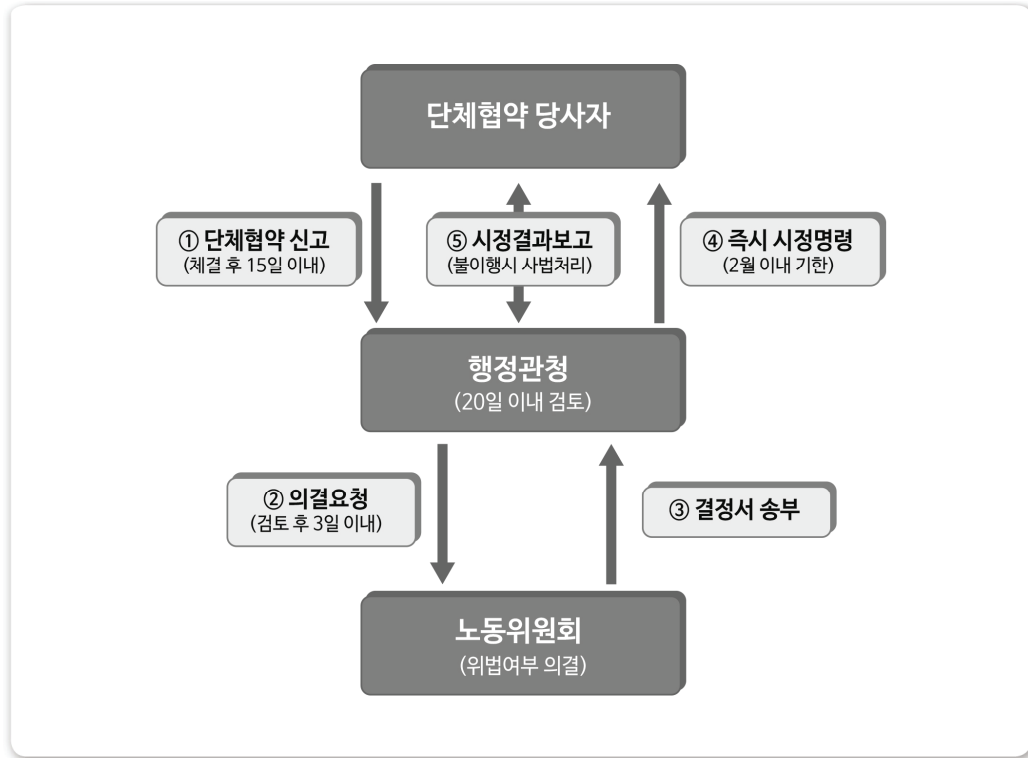 단체협약 당사자
① 단체협약 신고
(체결 후 15일 이내)
⑤ 시정결과보고
(불이행시 사법처리)
④ 즉시 시정명령
(2월 이내 기한)
행정관청
(20일 이내 검토)
② 의결요청
(검토 후 3일 이내)
③ 결정서 송부
노동위원회
(위법여부 의결)